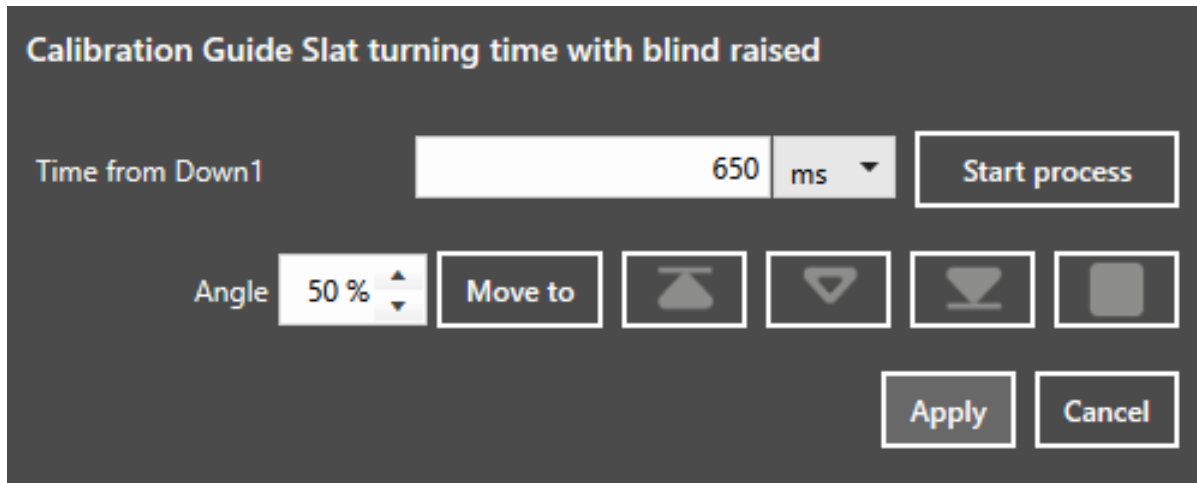 Calibration Guide Slat turning time with blind raised
Time from Down1 650 ms Start process
Angle 50 % Move to
Apply Cancel